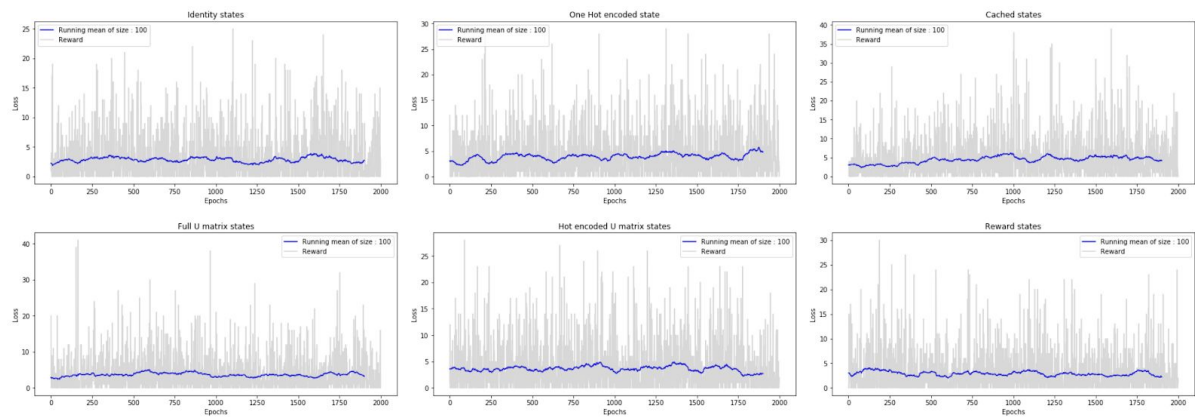 Identity states
Running mean of size : 100
Reward
Loss
25
20
15
10
5
0
0 250 500 750 1000 1250 1500 1750 2000
Epochs
One Hot encoded state
Running mean of size : 100
Reward
Loss
30
25
20
15
10
5
0
0 250 500 750 1000 1250 1500 1750 2000
Epochs
Cached states
Running mean of size : 100
Reward
Loss
40
35
30
25
20
15
10
5
0
0 250 500 750 1000 1250 1500 1750 2000
Epochs
Full U matrix states
Running mean of size : 100
Reward
Loss
40
30
20
10
0
0 250 500 750 1000 1250 1500 1750 2000
Epochs
Hot encoded U matrix states
Running mean of size : 100
Reward
Loss
25
20
15
10
5
0
0 250 500 750 1000 1250 1500 1750 2000
Epochs
Reward states
Running mean of size : 100
Reward
Loss
30
25
20
15
10
5
0
0 250 500 750 1000 1250 1500 1750 2000
Epochs